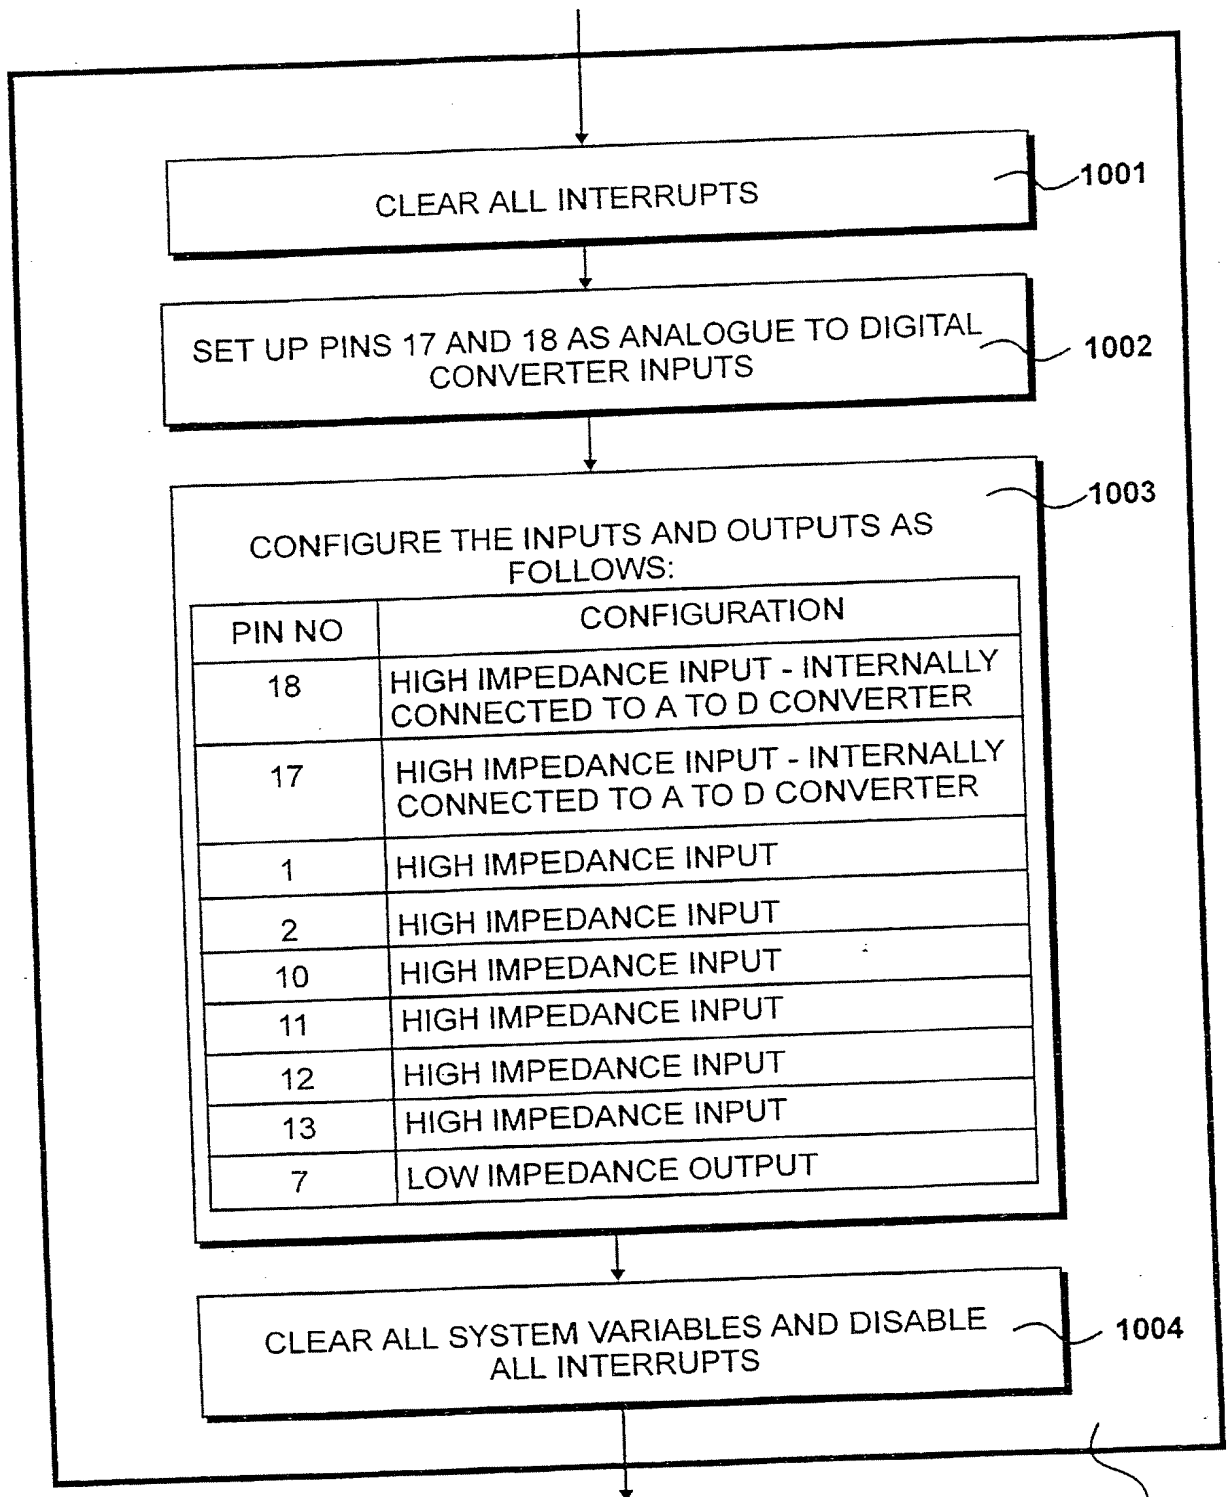 CLEAR ALL INTERRUPTS
1001
SET UP PINS 17 AND 18 AS ANALOGUE TO DIGITAL
CONVERTER INPUTS
1002
1003
CONFIGURE THE INPUTS AND OUTPUTS AS
FOLLOWS:
PIN NO CONFIGURATION
18 HIGH IMPEDANCE INPUT - INTERNALLY
CONNECTED TO A TO D CONVERTER
17 HIGH IMPEDANCE INPUT - INTERNALLY
CONNECTED TO A TO D CONVERTER
1 HIGH IMPEDANCE INPUT
2 HIGH IMPEDANCE INPUT
10 HIGH IMPEDANCE INPUT
11 HIGH IMPEDANCE INPUT
12 HIGH IMPEDANCE INPUT
13 HIGH IMPEDANCE INPUT
7 LOW IMPEDANCE OUTPUT
CLEAR ALL SYSTEM VARIABLES AND DISABLE
ALL INTERRUPTS
1004